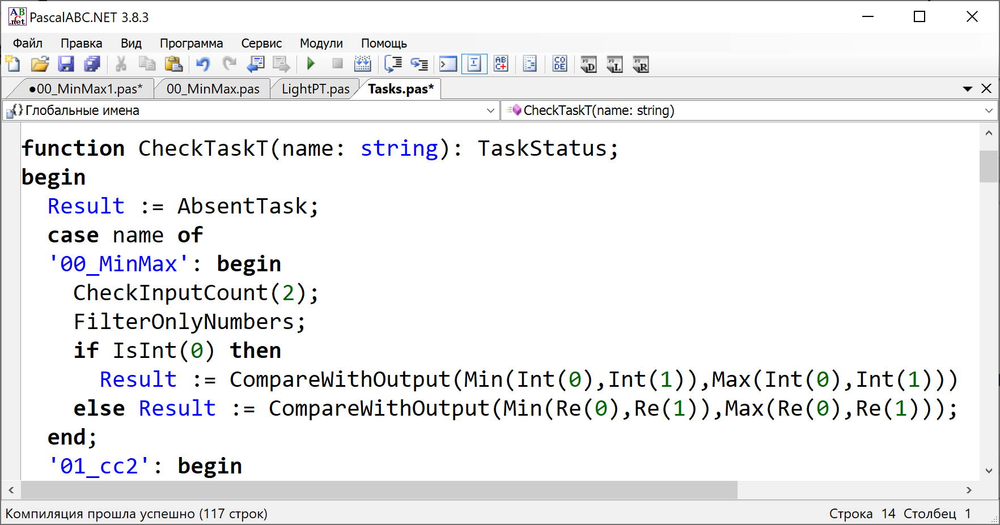 PascalABC.NET 3.8.3
Файл Правка Вид Программа Сервис Модули Помощь
●00_MinMax1.pas* 00_MinMax.pas LightPT.pas Tasks.pas*
Глобальные имена CheckTaskT(name: string)
function CheckTaskT(name: string): TaskStatus;
begin
  Result := AbsentTask;
  case name of
  '00_MinMax': begin
    CheckInputCount(2);
    FilterOnlyNumbers;
    if IsInt(0) then
      Result := CompareWithOutput(Min(Int(0),Int(1)),Max(Int(0),Int(1)))
    else Result := CompareWithOutput(Min(Re(0),Re(1)),Max(Re(0),Re(1)));
  end;
  '01_cc2': begin
Компиляция прошла успешно (117 строк) Строка 14 Столбец 1